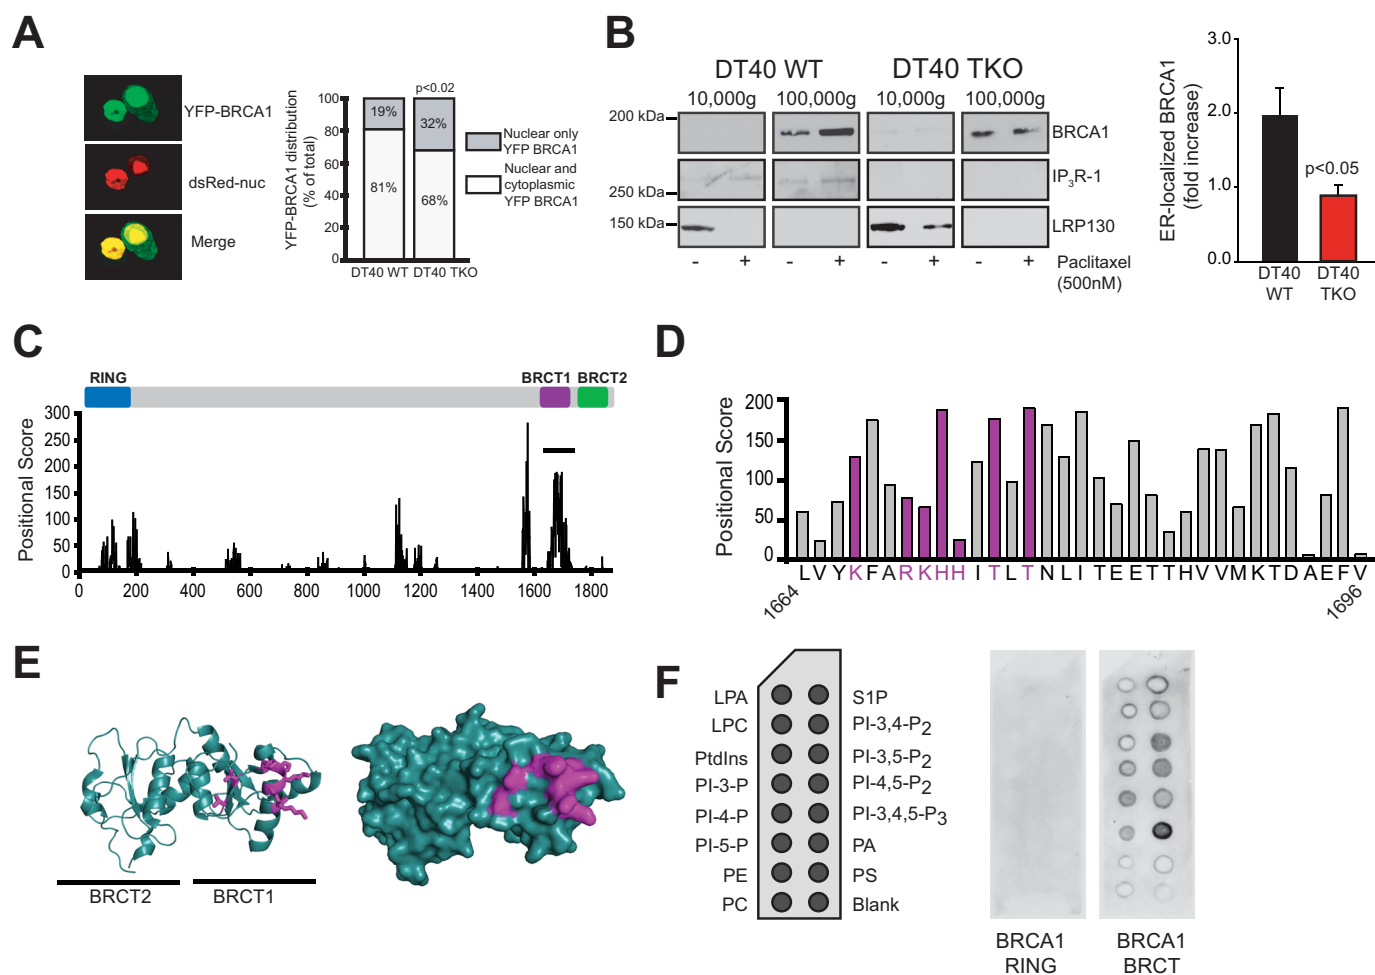 A
YFP-BRCA1
dsRed-nuc
Merge
YFP-BRCA1 distribution
(% of total)
100
80
60
40
20
0
p<0.02
19%
32%
81%
68%
DT40 WT
DT40 TKO
Nuclear only
YFP BRCA1
Nuclear and
cytoplasmic
YFP BRCA1
B
DT40 WT
DT40 TKO
10,000g
100,000g
10,000g
100,000g
200 kDa
BRCA1
250 kDa
IP3R-1
150 kDa
LRP130
- + - + - + - +
Paclitaxel
(500nM)
ER-localized BRCA1
(fold increase)
3.0
2.0
1.0
0.0
p<0.05
DT40
WT
DT40
TKO
C
RING
BRCT1
BRCT2
Positional Score
300
250
200
150
100
50
0
0 200 400 600 800 1000 1200 1400 1600 1800
D
Positional Score
200
150
100
50
0
L V Y K F A R K H H I T L T N L I T E E T T H V V M K T D A E F V
1664
1696
E
BRCT2
BRCT1
F
LPA
S1P
LPC
PI-3,4-P2
PtdIns
PI-3,5-P2
PI-3-P
PI-4,5-P2
PI-4-P
PI-3,4,5-P3
PI-5-P
PA
PE
PS
PC
Blank
BRCA1
RING
BRCA1
BRCT